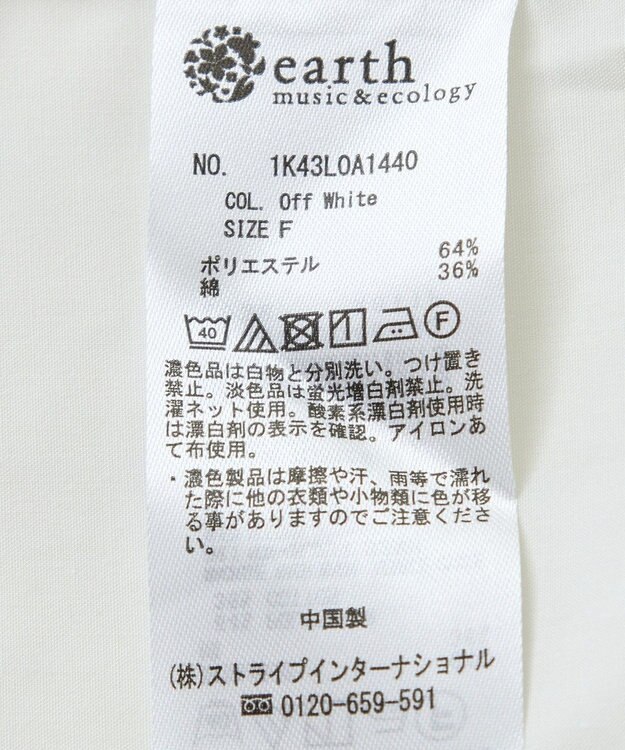 earth
music&ecology
NO. 1K43L0A1440
COL. Off White
SIZE F
ポリエステル 64%
綿 36%
40
濃色品は白物と分別洗い。つけ置き
禁止。淡色品は蛍光増白剤禁止。洗
濯ネット使用。酸素系漂白剤使用時
は漂白剤の表示を確認。アイロンあ
て布使用。
・濃色製品は摩擦や汗、雨等で濡れ
た際に他の衣類や小物類に色が移
る事がありますのでご注意くださ
い。
中国製
(株)ストライプインターナショナル
0120-659-591